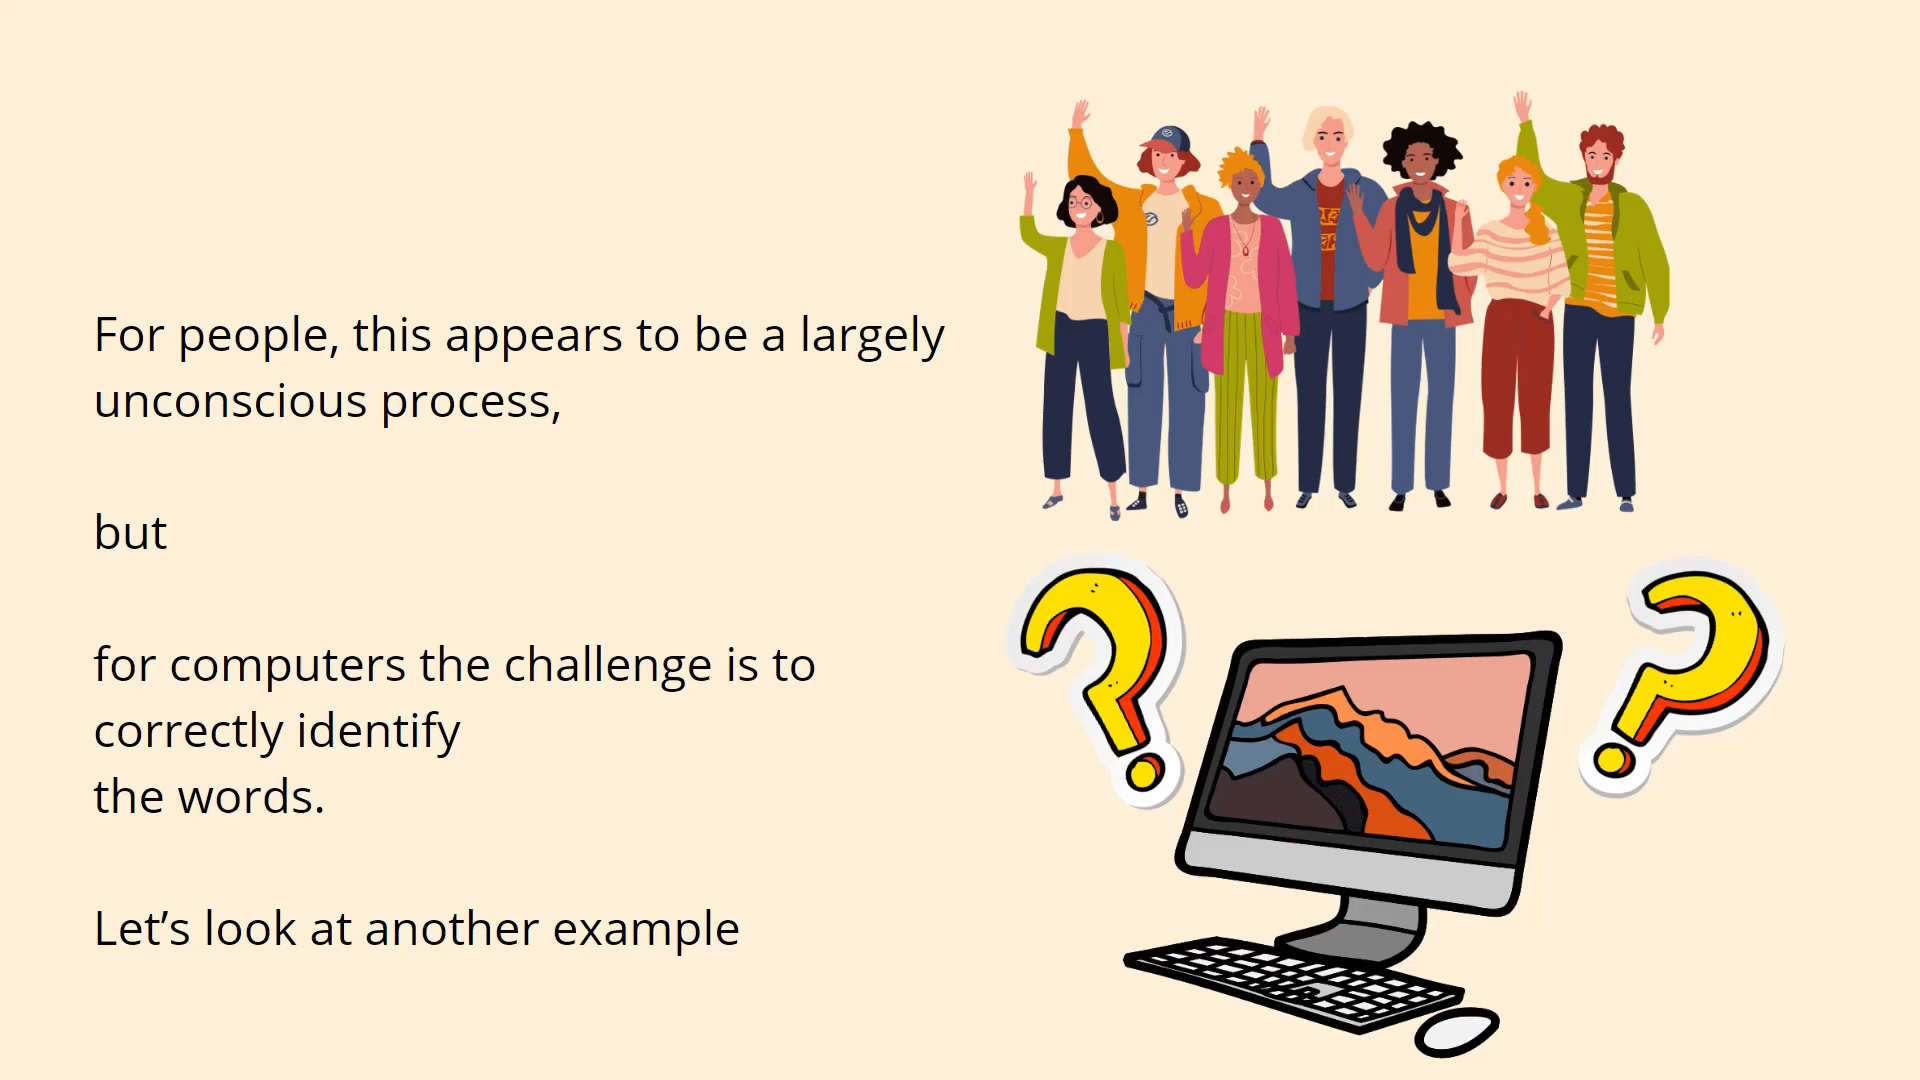 For people, this appears to be a largely
unconscious process,
but
for computers the challenge is to
correctly identify
the words.
Let’s look at another example